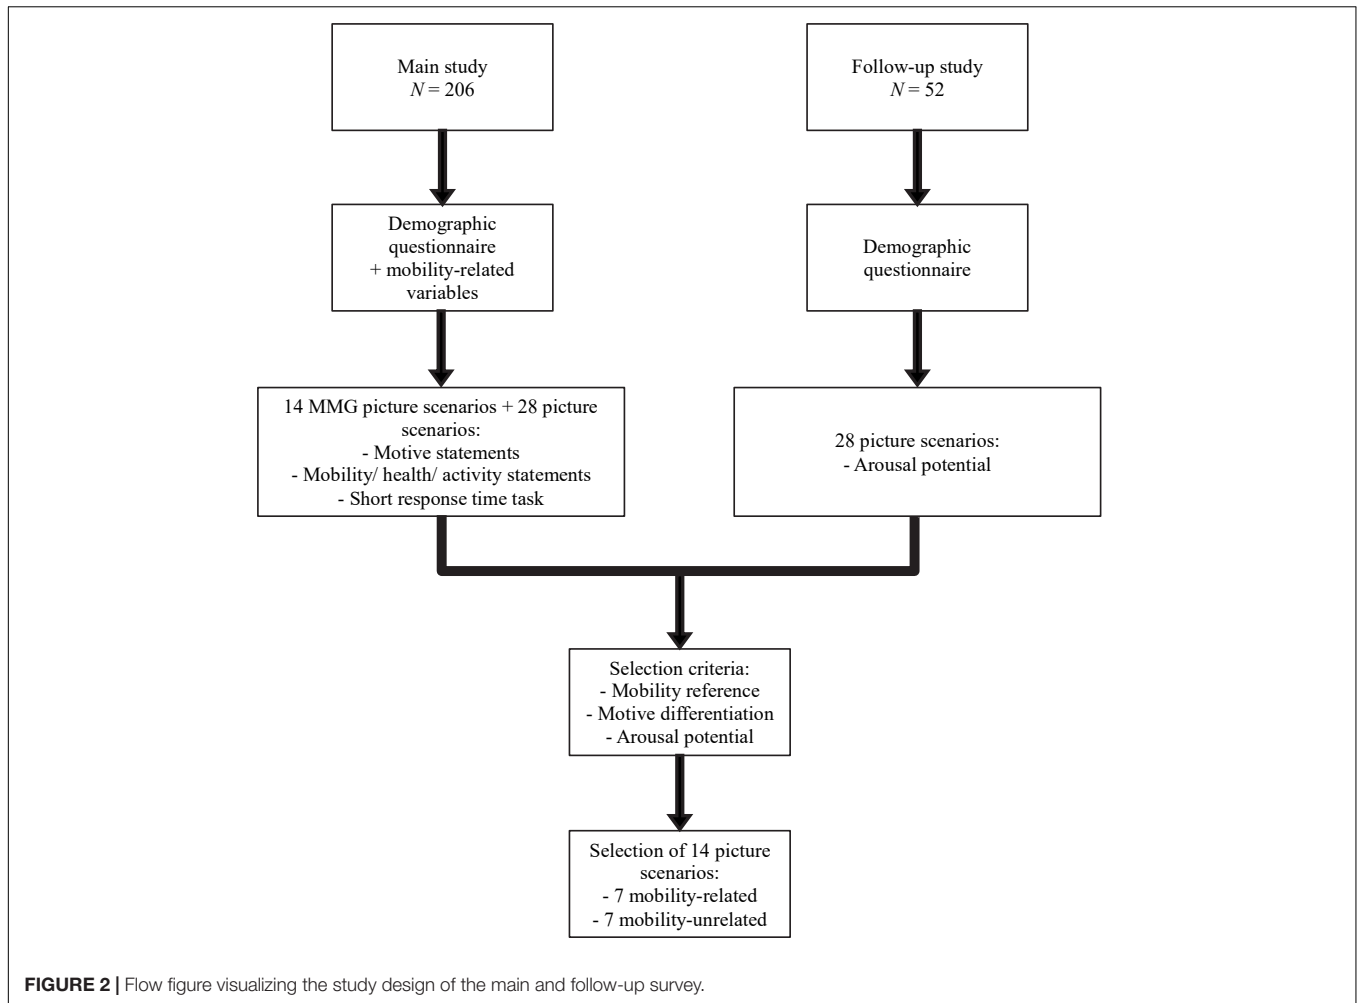 Main study
N = 206
Follow-up study
N = 52
Demographic
questionnaire
+ mobility-related
variables
Demographic
questionnaire
14 MMG picture scenarios + 28 picture
scenarios:
- Motive statements
- Mobility/ health/ activity statements
- Short response time task
28 picture scenarios:
- Arousal potential
Selection criteria:
- Mobility reference
- Motive differentiation
- Arousal potential
Selection of 14 picture
scenarios:
- 7 mobility-related
- 7 mobility-unrelated
FIGURE 2 | Flow figure visualizing the study design of the main and follow-up survey.